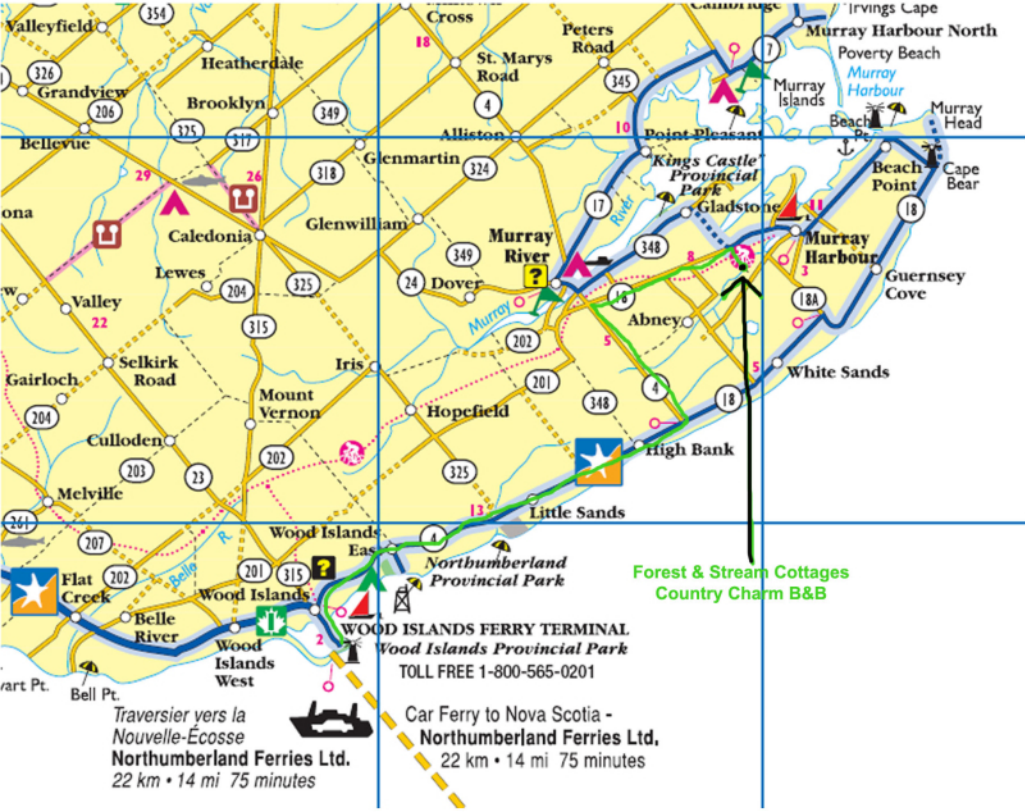 Valleyfield
354
Cross
18
St. Marys
Road
Peters
Road
Cambridge
Irvings Cape
Murray Harbour North
7
Poverty Beach
Murray
Harbour
Murray
Islands
326
Grandview
206
Heatherdale
Brooklyn
349
345
4
Beach
Pt.
Murray
Head
Bellevue
325
317
Alliston
10
Point Pleasant
29
26
Glenmartin
318
324
Kings Castle
Provincial
Park
Beach
Point
Cape
Bear
ona
Glenwilliam
17
River
Gladstone
11
18
Caledonia
Murray
River
348
Murray
Harbour
349
8
3
Lewes
204
325
24
Dover
?
Guernsey
Cove
w
Valley
22
315
Murray
18
18A
Abney
202
5
Selkirk
Road
Iris
5
White Sands
Gairloch
201
4
204
Mount
Vernon
Hopefield
348
18
Culloden
202
High Bank
203
23
325
Melville
13
Little Sands
261
207
Wood Islands
East
4
Northumberland
Provincial Park
Forest & Stream Cottages
Country Charm B&B
Flat
Creek
202
Belle
R.
201
315
?
Wood Islands
Belle
River
Wood
Islands
West
2
WOOD ISLANDS FERRY TERMINAL
Wood Islands Provincial Park
TOLL FREE 1-800-565-0201
vart Pt.
Bell Pt.
Traversier vers la
Nouvelle-Écosse
Northumberland Ferries Ltd.
22 km • 14 mi 75 minutes
Car Ferry to Nova Scotia -
Northumberland Ferries Ltd.
22 km • 14 mi 75 minutes